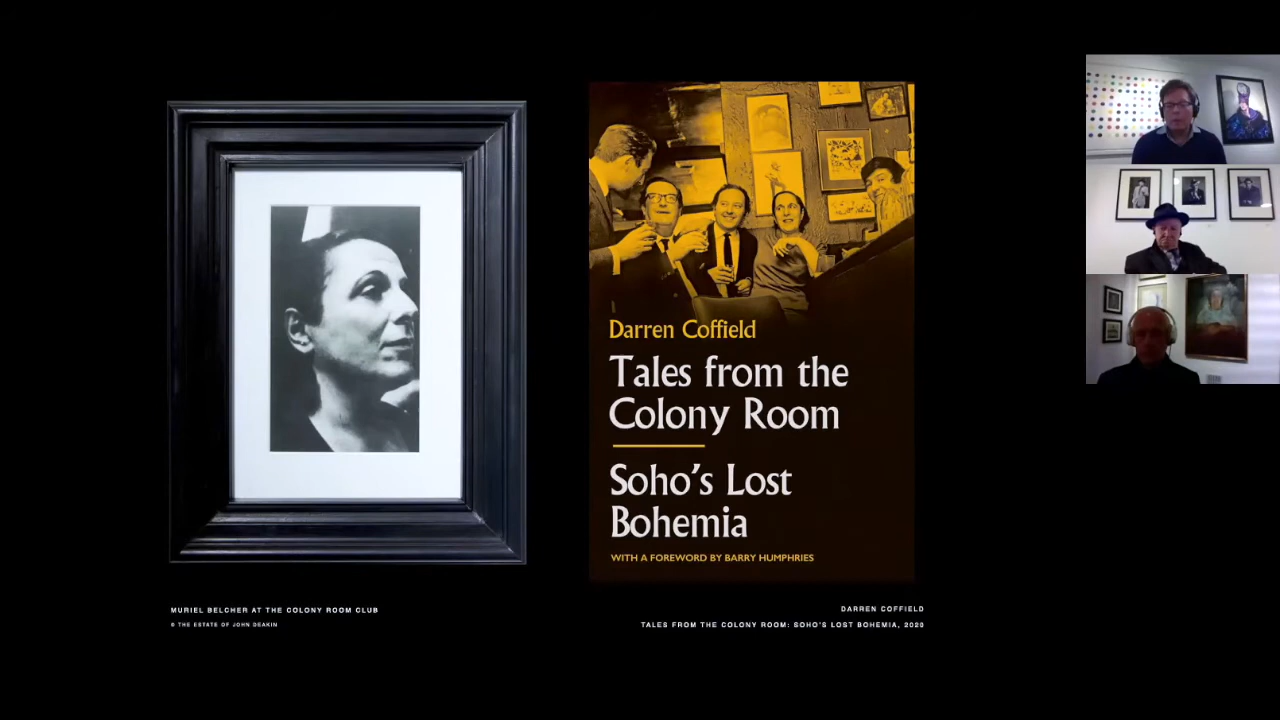 Darren Coffield
Tales from the
Colony Room
Soho's Lost
Bohemia
WITH A FOREWORD BY BARRY HUMPHRIES
MURIEL BELCHER AT THE COLONY ROOM CLUB
© THE ESTATE OF JOHN DEAKIN
DARREN COFFIELD
TALES FROM THE COLONY ROOM: SOHO'S LOST BOHEMIA, 2020